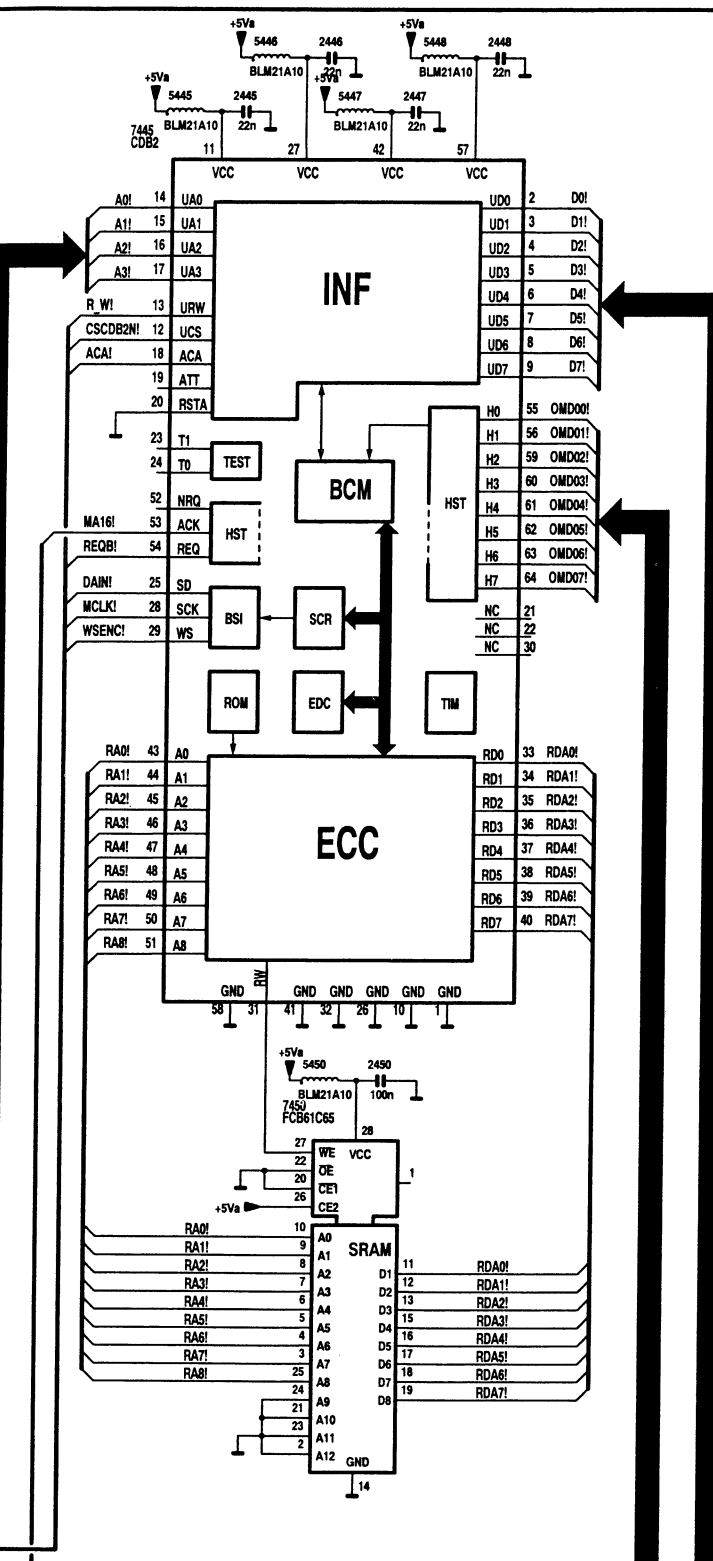 +5Va 5446 2446 +5Va 5448 2448
BLM21A10 22n BLM21A10 22n
+5Va 5445 2445 +5Va 5447 2447
BLM21A10 22n BLM21A10 22n
7445
CDB2
11 27 42 57
VCC VCC VCC VCC
A0! 14 UA0 UD0 2 D0!
A1! 15 UA1 UD1 3 D1!
A2! 16 UA2 UD2 4 D2!
A3! 17 UA3 UD3 5 D3!
INF
R_W! 13 URW UD4 6 D4!
CSCDB2N! 12 UCS UD5 7 D5!
ACA! 18 ACA UD6 8 D6!
19 ATT UD7 9 D7!
20 RSTA H0 55 OMD00!
23 T1 H1 56 OMD01!
24 T0 TEST H2 59 OMD02!
BCM
52 NRQ H3 60 OMD03!
MA16! 53 ACK HST HST H4 61 OMD04!
REQB! 54 REQ H5 62 OMD05!
H6 63 OMD06!
DAIN! 25 SD H7 64 OMD07!
MCLK! 28 SCK BSI SCR NC 21
WSENC! 29 WS NC 22
NC 30
ROM EDC TIM
RA0! 43 A0 RD0 33 RDA0!
RA1! 44 A1 RD1 34 RDA1!
RA2! 45 A2 RD2 35 RDA2!
RA3! 46 A3 RD3 36 RDA3!
ECC
RA4! 47 A4 RD4 37 RDA4!
RA5! 48 A5 RD5 38 RDA5!
RA6! 49 A6 RD6 39 RDA6!
RA7! 50 A7 RD7 40 RDA7!
RA8! 51 A8
RW
GND GND GND GND GND GND
58 31 41 32 26 10 1
+5Va 5450 2450
BLM21A10 100n
7450
FCB61C65
28
27 WE VCC
22 OE 1
20 CE1
+5Va 26 CE2
RA0! 10 A0
SRAM
RA1! 9 A1
RA2! 8 A2 D1 11 RDA0!
RA3! 7 A3 D2 12 RDA1!
RA4! 6 A4 D3 13 RDA2!
RA5! 5 A5 D4 15 RDA3!
RA6! 4 A6 D5 16 RDA4!
RA7! 3 A7 D6 17 RDA5!
RA8! 25 A8 D7 18 RDA6!
24 A9 D8 19 RDA7!
21 A10
23 A11
2 A12
GND
14